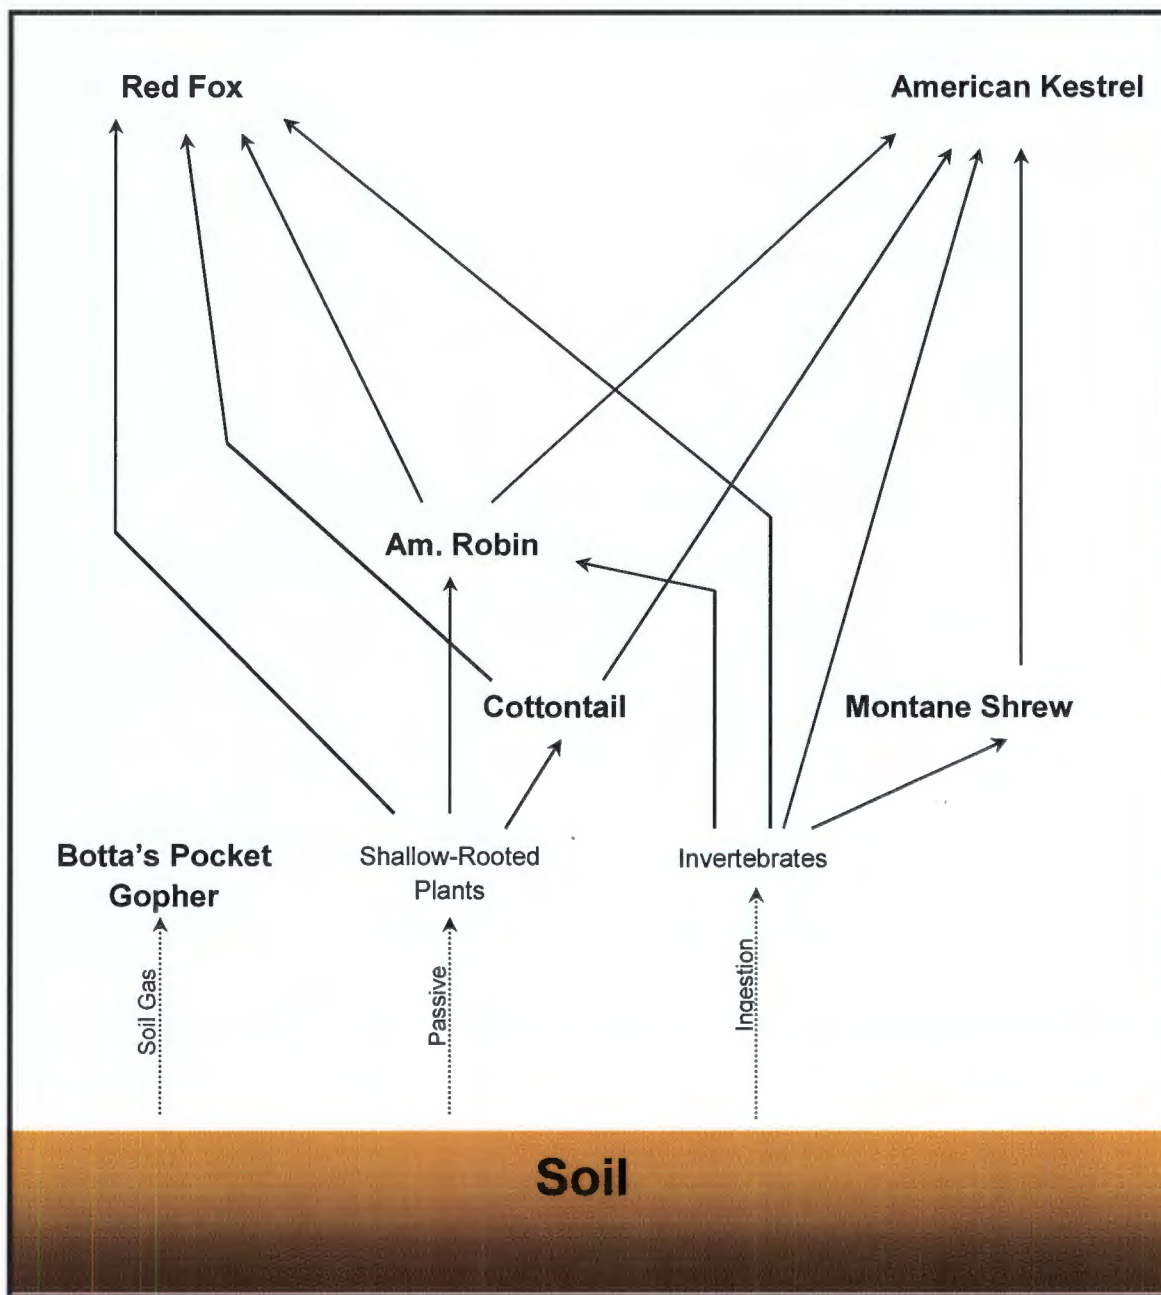 Red Fox
American Kestrel
Am. Robin
Cottontail
Montane Shrew
Botta's Pocket
Gopher
Shallow-Rooted
Plants
Invertebrates
Soil Gas
Passive
Ingestion
Soil